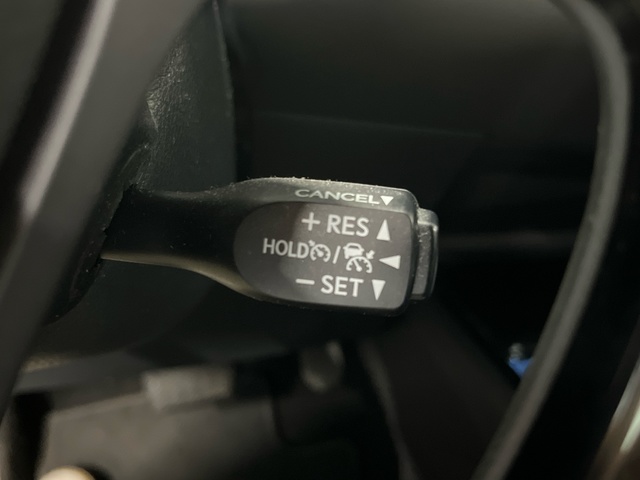 CANCEL▼
+ RES ▲
HOLD / ◀
− SET ▼